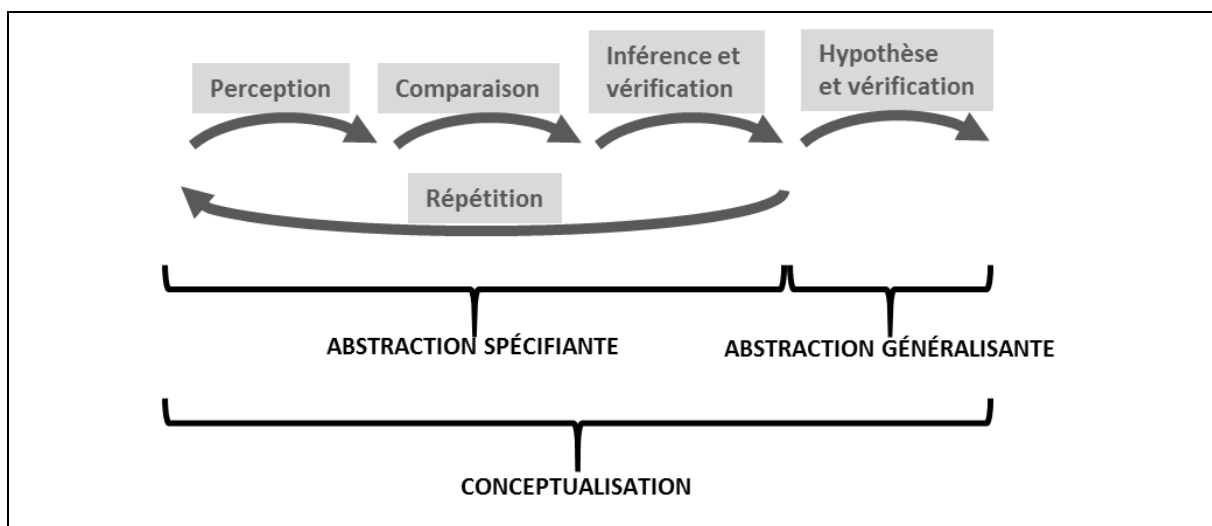 Perception
Comparaison
Inférence et
vérification
Hypothèse
et vérification
Répétition
ABSTRACTION SPÉCIFIANTE
ABSTRACTION GÉNÉRALISANTE
CONCEPTUALISATION